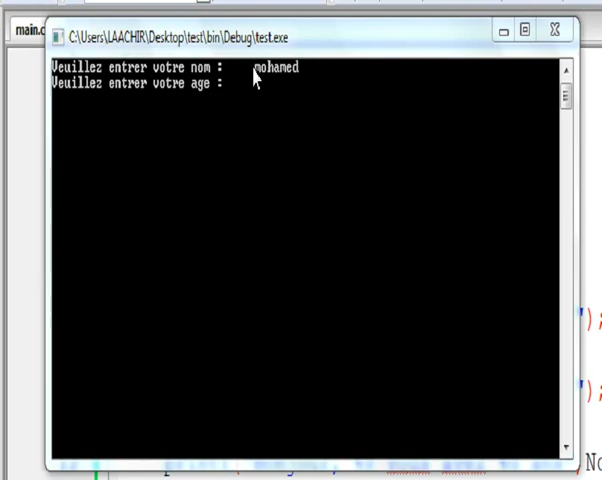 main.c
C:\Users\LAACHIR\Desktop\test\bin\Debug\test.exe
Veuillez entrer votre nom : mohamed
Veuillez entrer votre age :
");
");